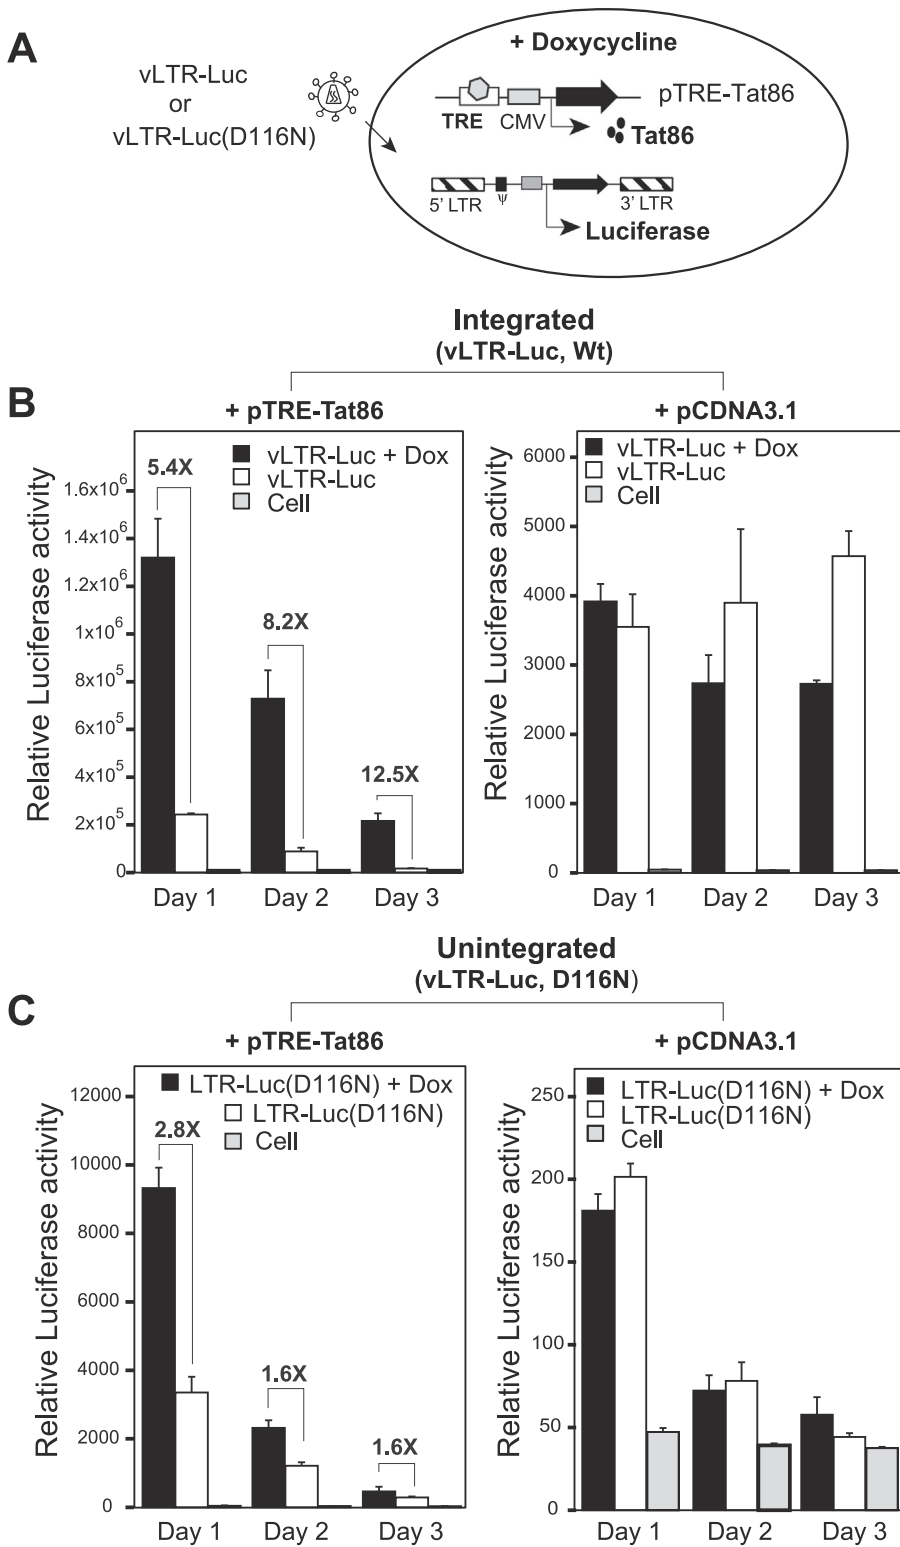 A
+ Doxycycline
vLTR-Luc
or
vLTR-Luc(D116N)
pTRE-Tat86
TRE
CMV
Tat86
5' LTR
ψ
3' LTR
Luciferase
Integrated
(vLTR-Luc, Wt)
B
+ pTRE-Tat86
Relative Luciferase activity
vLTR-Luc + Dox
vLTR-Luc
Cell
1.6x10⁶
1.4x10⁶
1.2x10⁶
1x10⁶
8x10⁵
6x10⁵
4x10⁵
2x10⁵
0
5.4X
8.2X
12.5X
Day 1
Day 2
Day 3
+ pCDNA3.1
Relative Luciferase activity
vLTR-Luc + Dox
vLTR-Luc
Cell
6000
5000
4000
3000
2000
1000
0
Day 1
Day 2
Day 3
Unintegrated
(vLTR-Luc, D116N)
C
+ pTRE-Tat86
Relative Luciferase activity
LTR-Luc(D116N) + Dox
LTR-Luc(D116N)
Cell
12000
10000
8000
6000
4000
2000
0
2.8X
1.6X
1.6X
Day 1
Day 2
Day 3
+ pCDNA3.1
Relative Luciferase activity
LTR-Luc(D116N) + Dox
LTR-Luc(D116N)
Cell
250
200
150
100
50
0
Day 1
Day 2
Day 3